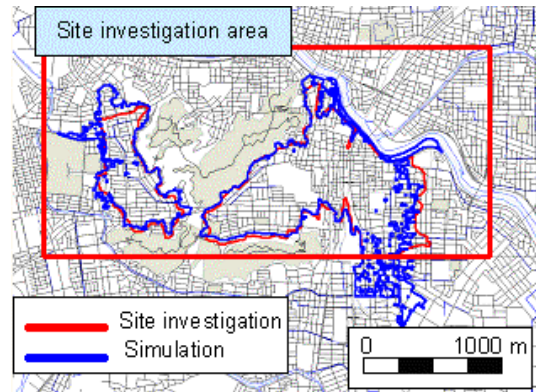 Site investigation area
Site investigation
Simulation
0 1000 m